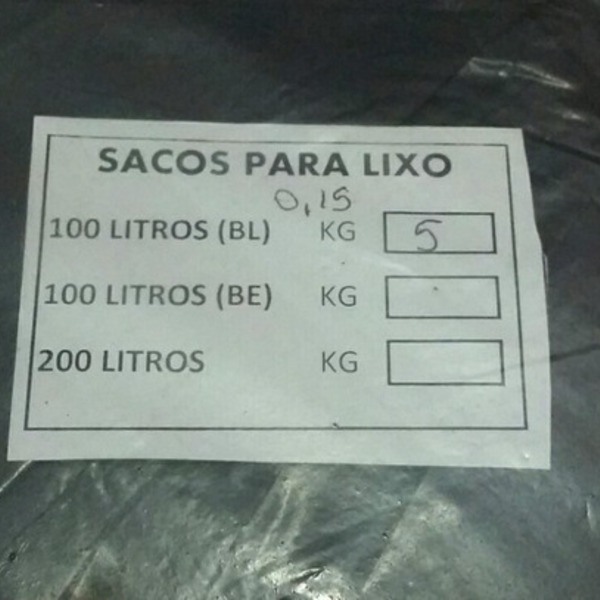 SACOS PARA LIXO
0,15
100 LITROS (BL) KG 5
100 LITROS (BE) KG
200 LITROS KG